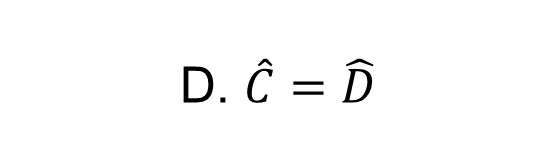 D. Ĉ = D̂